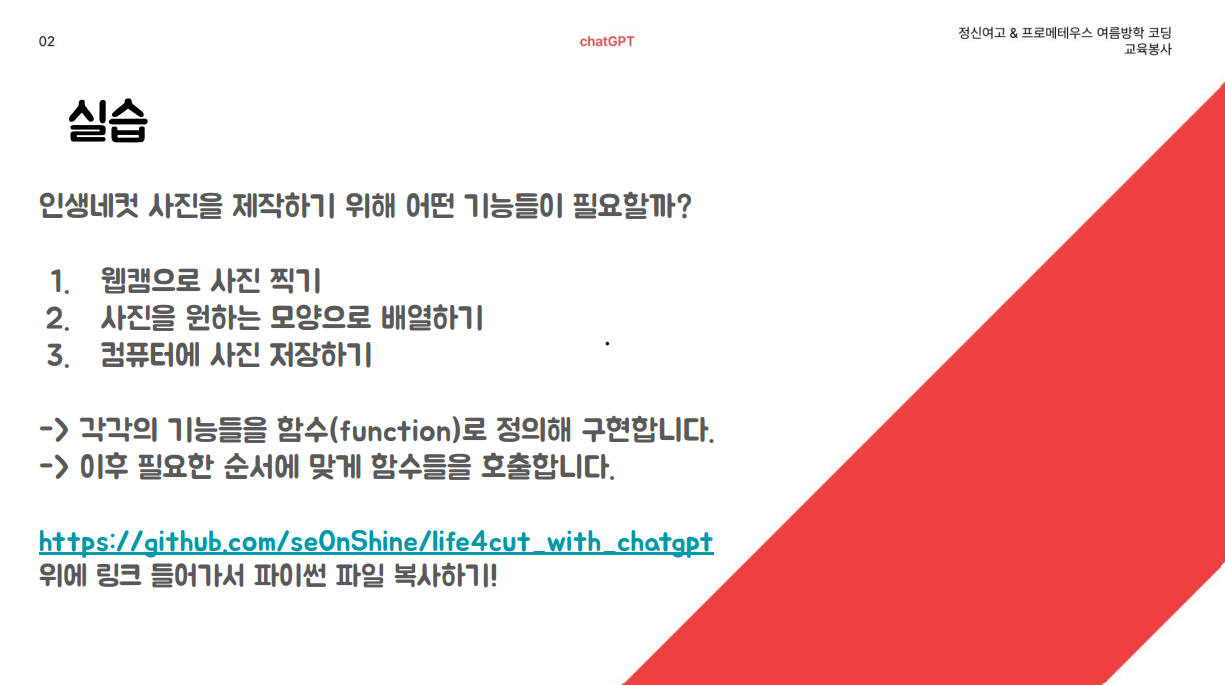 02
chatGPT
정신여고 & 프로메테우스 여름방학 코딩
교육봉사
실습
인생네컷 사진을 제작하기 위해 어떤 기능들이 필요할까?
1. 웹캠으로 사진 찍기
2. 사진을 원하는 모양으로 배열하기
3. 컴퓨터에 사진 저장하기
-> 각각의 기능들을 함수(function)로 정의해 구현합니다.
-> 이후 필요한 순서에 맞게 함수들을 호출합니다.
https://github.com/se0nShine/life4cut_with_chatgpt
위에 링크 들어가서 파이썬 파일 복사하기!